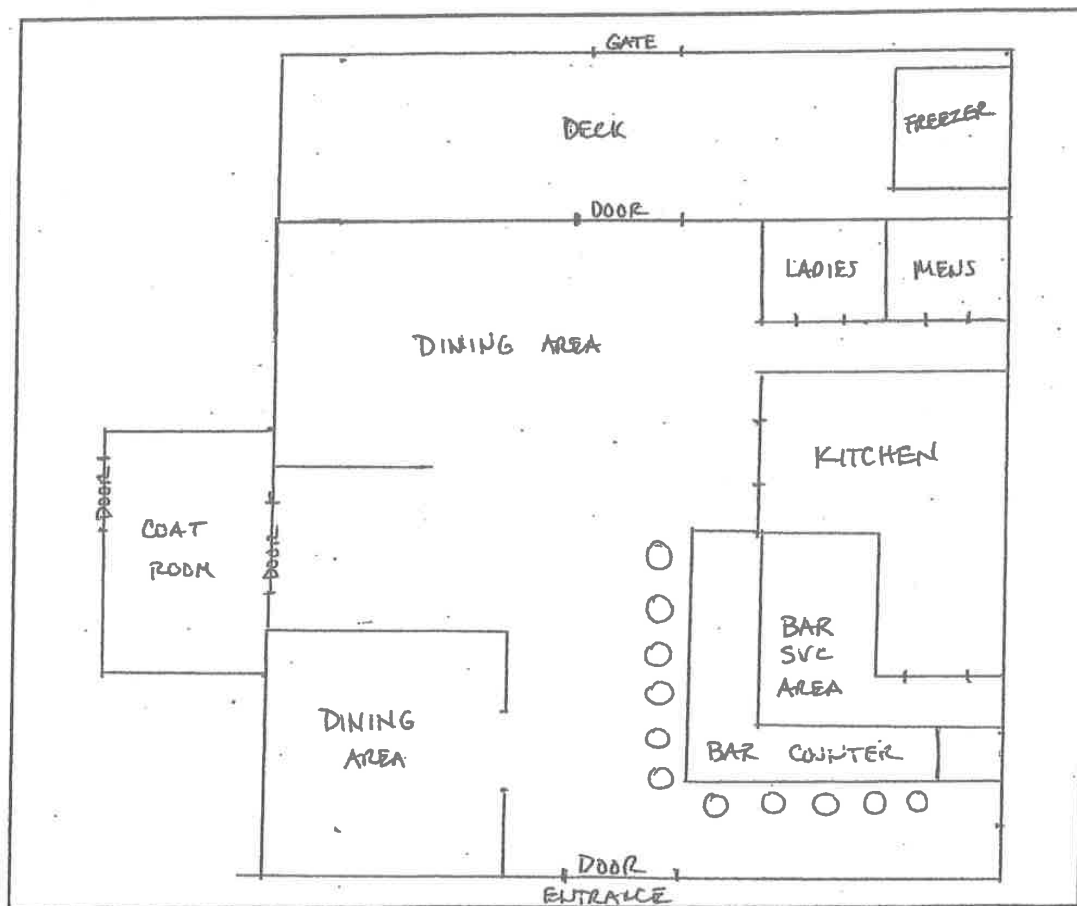 GATE
DECK
FREEZER
DOOR
LADIES
MENS
DINING AREA
KITCHEN
DOOR
COAT
ROOM
DOOR
BAR
SVC
AREA
DINING
AREA
BAR COUNTER
DOOR
ENTRANCE